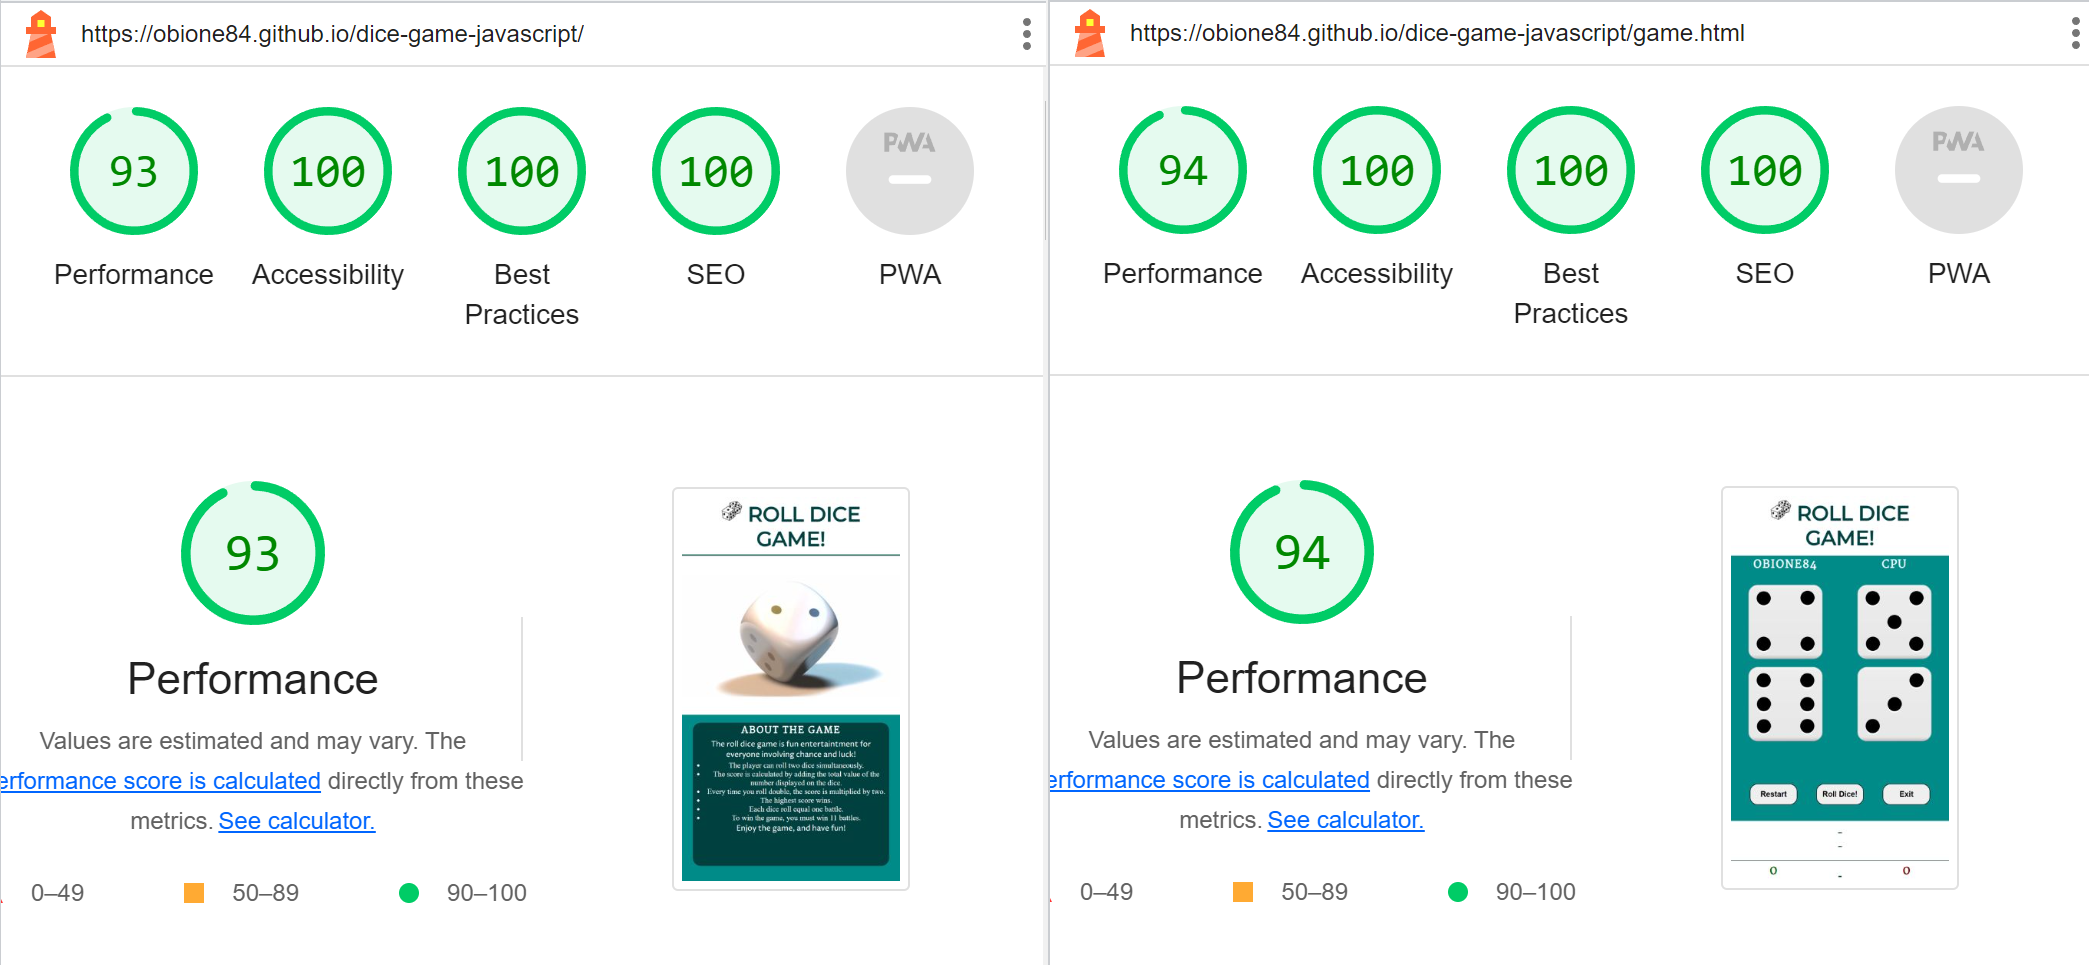 https://obione84.github.io/dice-game-javascript/
93
100
100
100
PWA
Performance
Accessibility
Best
Practices
SEO
PWA
93
Performance
Values are estimated and may vary. The
erformance score is calculated directly from these
metrics. See calculator.
0–49
50–89
90–100
ROLL DICE
GAME!
ABOUT THE GAME
The roll dice game is fun entertaintment for
everyone involving chance and luck!
The player can roll two dice simultaneously.
The score is calculated by adding the total value of the
number displayed on the dice.
Every time you roll double, the score is multiplied by two.
The highest score wins.
Each dice roll equal one battle.
To win the game, you must win 11 battles.
Enjoy the game, and have fun!
https://obione84.github.io/dice-game-javascript/game.html
94
100
100
100
PWA
Performance
Accessibility
Best
Practices
SEO
PWA
94
Performance
Values are estimated and may vary. The
erformance score is calculated directly from these
metrics. See calculator.
0–49
50–89
90–100
ROLL DICE
GAME!
OBIONE84
CPU
Restart
Roll Dice!
Exit
-
-
0
-
0